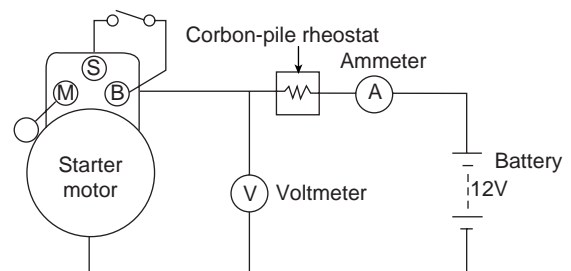 Corbon-pile rheostat
Ammeter
S
M
B
A
Starter
motor
V
Voltmeter
Battery
12V